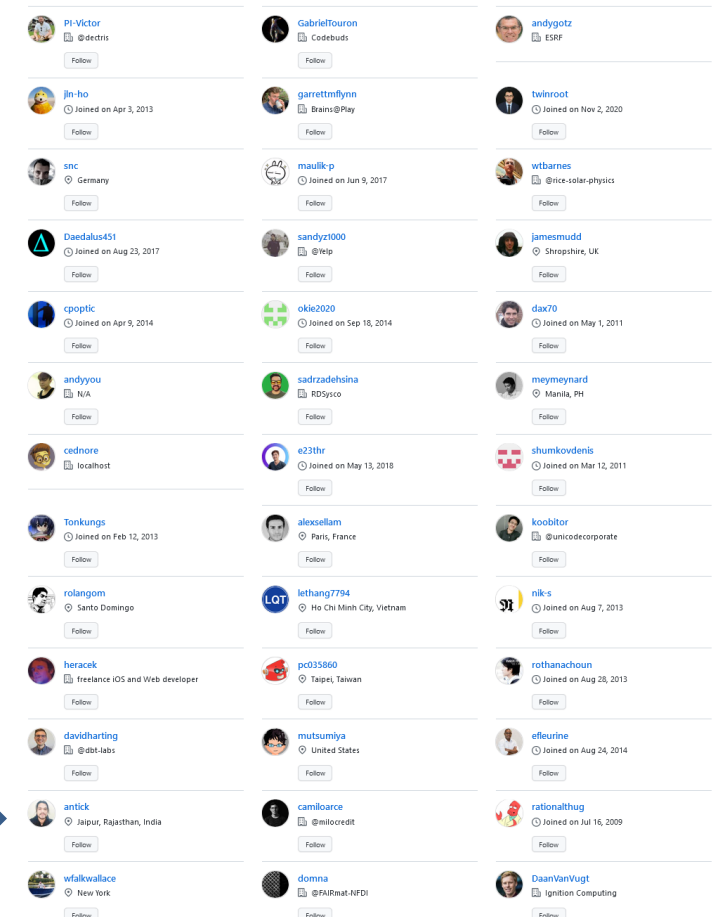 PI-Victor
@dectris
Follow
GabrielTouron
Codebuds
Follow
andygotz
ESRF
jln-ho
Joined on Apr 3, 2013
Follow
garrettmflynn
Brains@Play
Follow
twinroot
Joined on Nov 2, 2020
Follow
snc
Germany
Follow
maulik-p
Joined on Jun 9, 2017
Follow
wtbarnes
@rice-solar-physics
Follow
Daedalus451
Joined on Aug 23, 2017
Follow
sandyz1000
@Yelp
Follow
jamesmudd
Shropshire, UK
Follow
cpoptic
Joined on Apr 9, 2014
Follow
okie2020
Joined on Sep 18, 2014
Follow
dax70
Joined on May 1, 2011
Follow
andyyou
N/A
Follow
sadrzadehsina
RDSysco
Follow
meymeynard
Manila, PH
Follow
cednore
localhost
e23thr
Joined on May 13, 2018
Follow
shumkovdenis
Joined on Mar 12, 2011
Follow
Tonkungs
Joined on Feb 12, 2013
Follow
alexsellam
Paris, France
Follow
koobitor
@unicodecorporate
Follow
rolangom
Santo Domingo
Follow
LQT
lethang7794
Ho Chi Minh City, Vietnam
Follow
nik-s
Joined on Aug 7, 2013
Follow
heracek
freelance iOS and Web developer
Follow
pc035860
Taipei, Taiwan
Follow
rothanachoun
Joined on Aug 28, 2013
Follow
davidharting
@dbt-labs
Follow
mutsumiya
United States
Follow
efleurine
Joined on Aug 24, 2014
Follow
antick
Jaipur, Rajasthan, India
Follow
camiloarce
@milocredit
Follow
rationalthug
Joined on Jul 16, 2009
Follow
wfalkwallace
New York
Follow
domna
@FAIRmat-NFDI
Follow
DaanVanVugt
Ignition Computing
Follow